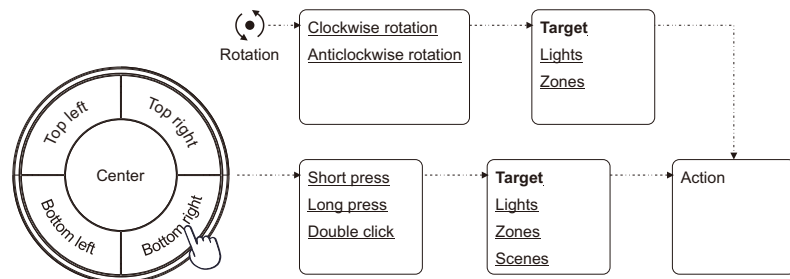 Rotation
Clockwise rotation
Anticlockwise rotation
Target
Lights
Zones
Top left
Top right
Center
Bottom left
Bottom right
Short press
Long press
Double click
Target
Lights
Zones
Scenes
Action